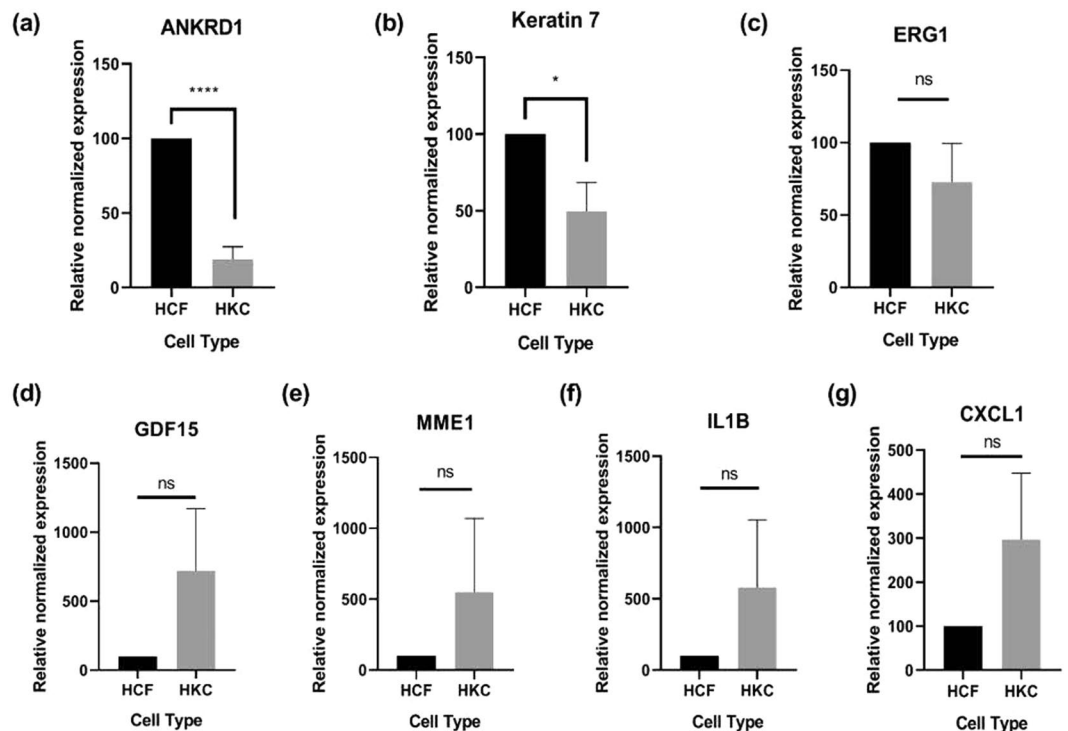 (a)
ANKRD1
Relative normalized expression
150
100
50
0
****
HCF
HKC
Cell Type
(b)
Keratin 7
Relative normalized expression
150
100
50
0
*
HCF
HKC
Cell Type
(c)
ERG1
Relative normalized expression
150
100
50
0
ns
HCF
HKC
Cell Type
(d)
GDF15
Relative normalized expression
1500
1000
500
0
ns
HCF
HKC
Cell Type
(e)
MME1
Relative normalized expression
1500
1000
500
0
ns
HCF
HKC
Cell Type
(f)
IL1B
Relative normalized expression
1500
1000
500
0
ns
HCF
HKC
Cell Type
(g)
CXCL1
Relative normalized expression
500
400
300
200
100
0
ns
HCF
HKC
Cell Type